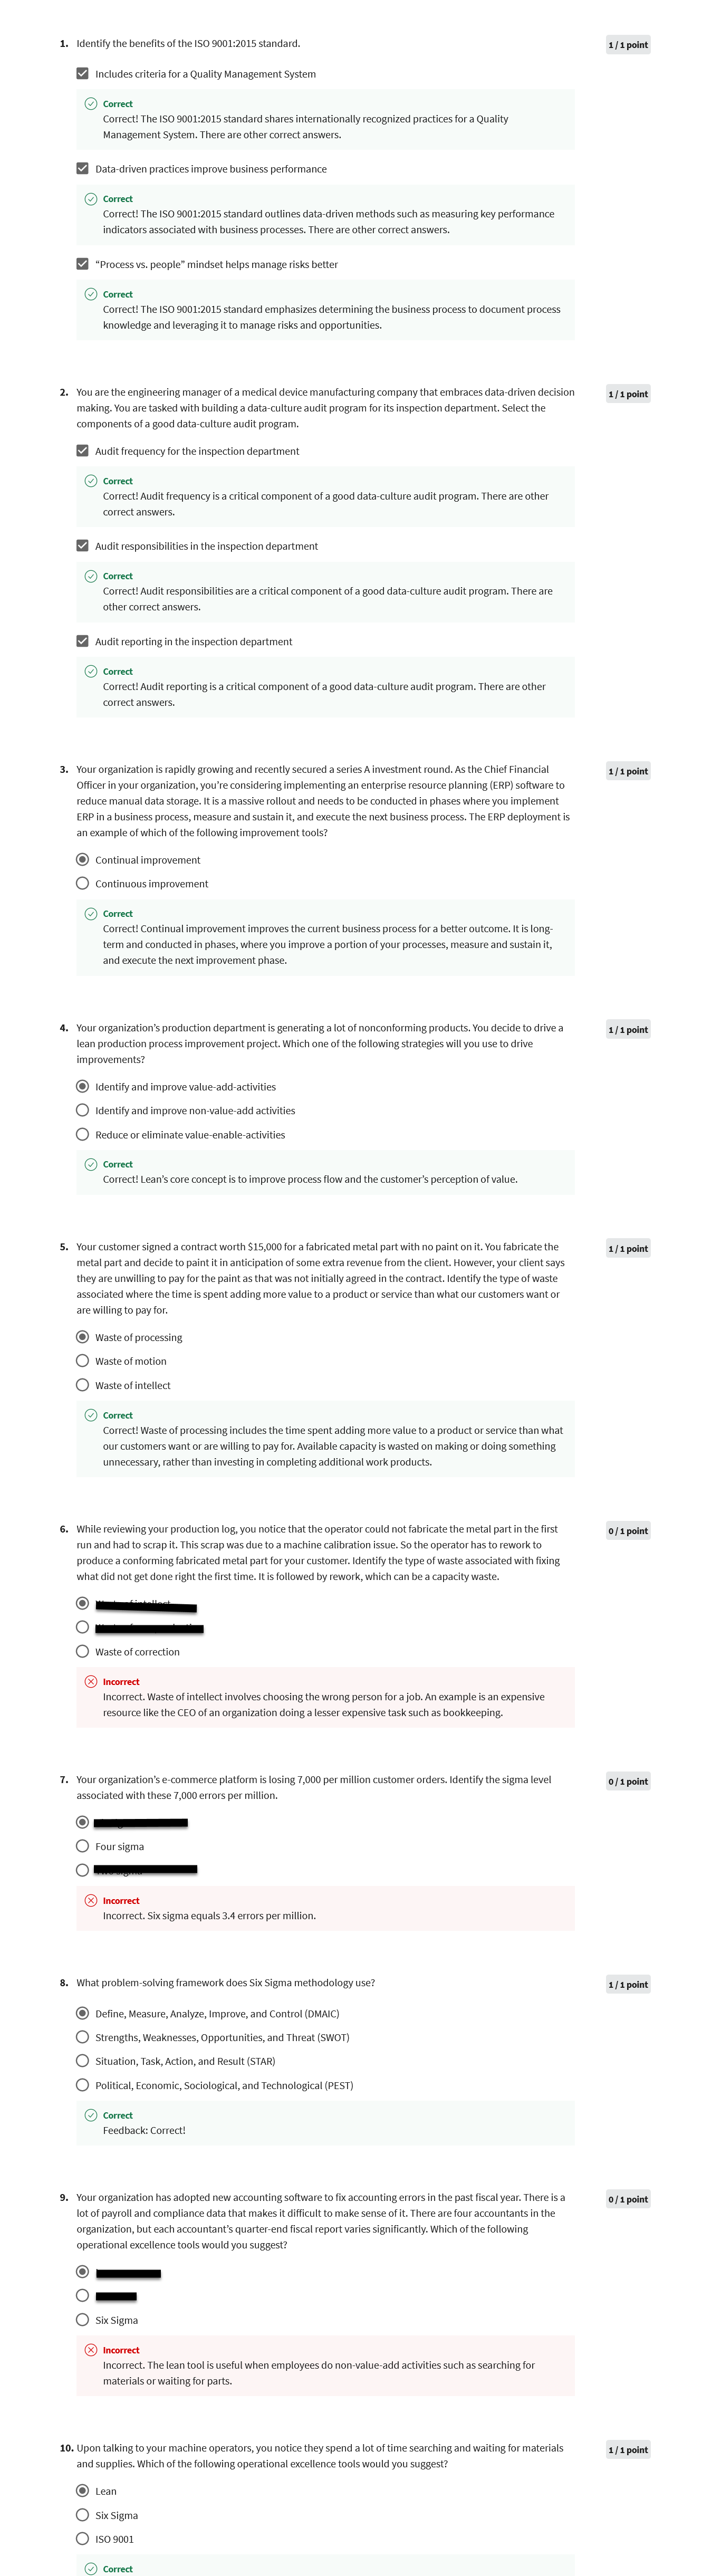 1. Identify the benefits of the ISO 9001:2015 standard.
1 / 1 point
Includes criteria for a Quality Management System
Correct
Correct! The ISO 9001:2015 standard shares internationally recognized practices for a Quality
Management System. There are other correct answers.
Data-driven practices improve business performance
Correct
Correct! The ISO 9001:2015 standard outlines data-driven methods such as measuring key performance
indicators associated with business processes. There are other correct answers.
“Process vs. people” mindset helps manage risks better
Correct
Correct! The ISO 9001:2015 standard emphasizes determining the business process to document process
knowledge and leveraging it to manage risks and opportunities.
2. You are the engineering manager of a medical device manufacturing company that embraces data-driven decision
making. You are tasked with building a data-culture audit program for its inspection department. Select the
components of a good data-culture audit program.
1 / 1 point
Audit frequency for the inspection department
Correct
Correct! Audit frequency is a critical component of a good data-culture audit program. There are other
correct answers.
Audit responsibilities in the inspection department
Correct
Correct! Audit responsibilities are a critical component of a good data-culture audit program. There are
other correct answers.
Audit reporting in the inspection department
Correct
Correct! Audit reporting is a critical component of a good data-culture audit program. There are other
correct answers.
3. Your organization is rapidly growing and recently secured a series A investment round. As the Chief Financial
Officer in your organization, you’re considering implementing an enterprise resource planning (ERP) software to
reduce manual data storage. It is a massive rollout and needs to be conducted in phases where you implement
ERP in a business process, measure and sustain it, and execute the next business process. The ERP deployment is
an example of which of the following improvement tools?
1 / 1 point
Continual improvement
Continuous improvement
Correct
Correct! Continual improvement improves the current business process for a better outcome. It is long-
term and conducted in phases, where you improve a portion of your processes, measure and sustain it,
and execute the next improvement phase.
4. Your organization’s production department is generating a lot of nonconforming products. You decide to drive a
lean production process improvement project. Which one of the following strategies will you use to drive
improvements?
1 / 1 point
Identify and improve value-add-activities
Identify and improve non-value-add activities
Reduce or eliminate value-enable-activities
Correct
Correct! Lean’s core concept is to improve process flow and the customer’s perception of value.
5. Your customer signed a contract worth $15,000 for a fabricated metal part with no paint on it. You fabricate the
metal part and decide to paint it in anticipation of some extra revenue from the client. However, your client says
they are unwilling to pay for the paint as that was not initially agreed in the contract. Identify the type of waste
associated where the time is spent adding more value to a product or service than what our customers want or
are willing to pay for.
1 / 1 point
Waste of processing
Waste of motion
Waste of intellect
Correct
Correct! Waste of processing includes the time spent adding more value to a product or service than what
our customers want or are willing to pay for. Available capacity is wasted on making or doing something
unnecessary, rather than investing in completing additional work products.
6. While reviewing your production log, you notice that the operator could not fabricate the metal part in the first
run and had to scrap it. This scrap was due to a machine calibration issue. So the operator has to rework to
produce a conforming fabricated metal part for your customer. Identify the type of waste associated with fixing
what did not get done right the first time. It is followed by rework, which can be a capacity waste.
0 / 1 point
Waste of correction
Incorrect
Incorrect. Waste of intellect involves choosing the wrong person for a job. An example is an expensive
resource like the CEO of an organization doing a lesser expensive task such as bookkeeping.
7. Your organization’s e-commerce platform is losing 7,000 per million customer orders. Identify the sigma level
associated with these 7,000 errors per million.
0 / 1 point
Four sigma
Incorrect
Incorrect. Six sigma equals 3.4 errors per million.
8. What problem-solving framework does Six Sigma methodology use?
1 / 1 point
Define, Measure, Analyze, Improve, and Control (DMAIC)
Strengths, Weaknesses, Opportunities, and Threat (SWOT)
Situation, Task, Action, and Result (STAR)
Political, Economic, Sociological, and Technological (PEST)
Correct
Feedback: Correct!
9. Your organization has adopted new accounting software to fix accounting errors in the past fiscal year. There is a
lot of payroll and compliance data that makes it difficult to make sense of it. There are four accountants in the
organization, but each accountant’s quarter-end fiscal report varies significantly. Which of the following
operational excellence tools would you suggest?
0 / 1 point
Six Sigma
Incorrect
Incorrect. The lean tool is useful when employees do non-value-add activities such as searching for
materials or waiting for parts.
10. Upon talking to your machine operators, you notice they spend a lot of time searching and waiting for materials
and supplies. Which of the following operational excellence tools would you suggest?
1 / 1 point
Lean
Six Sigma
ISO 9001
Correct